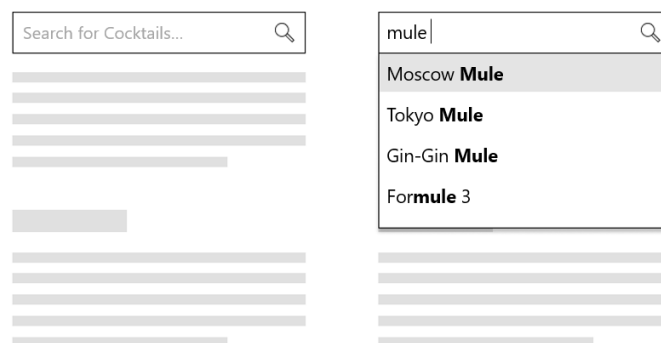 Search for Cocktails...
mule
Moscow Mule
Tokyo Mule
Gin-Gin Mule
Formule 3